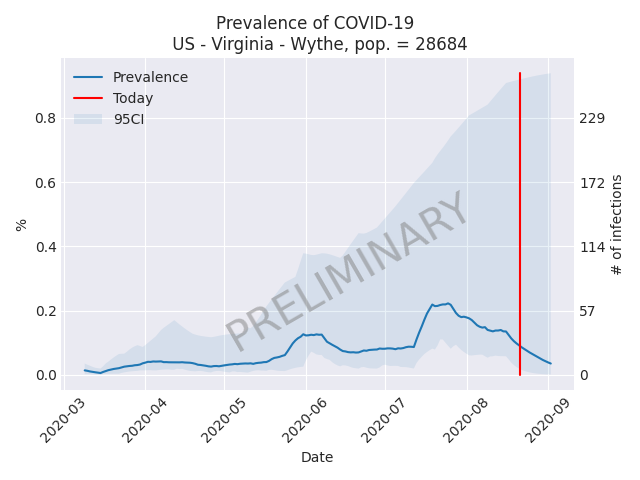 Prevalence of COVID-19
US - Virginia - Wythe, pop. = 28684
Prevalence
Today
95CI
PRELIMINARY
%
0.8
0.6
0.4
0.2
0.0
229
172
114
57
0
# of infections
2020-03
2020-04
2020-05
2020-06
2020-07
2020-08
2020-09
Date